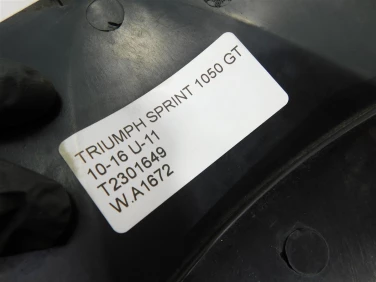 TRIUMPH SPRINT 1050 GT
10-16 U-11
T2301649
W.A1672